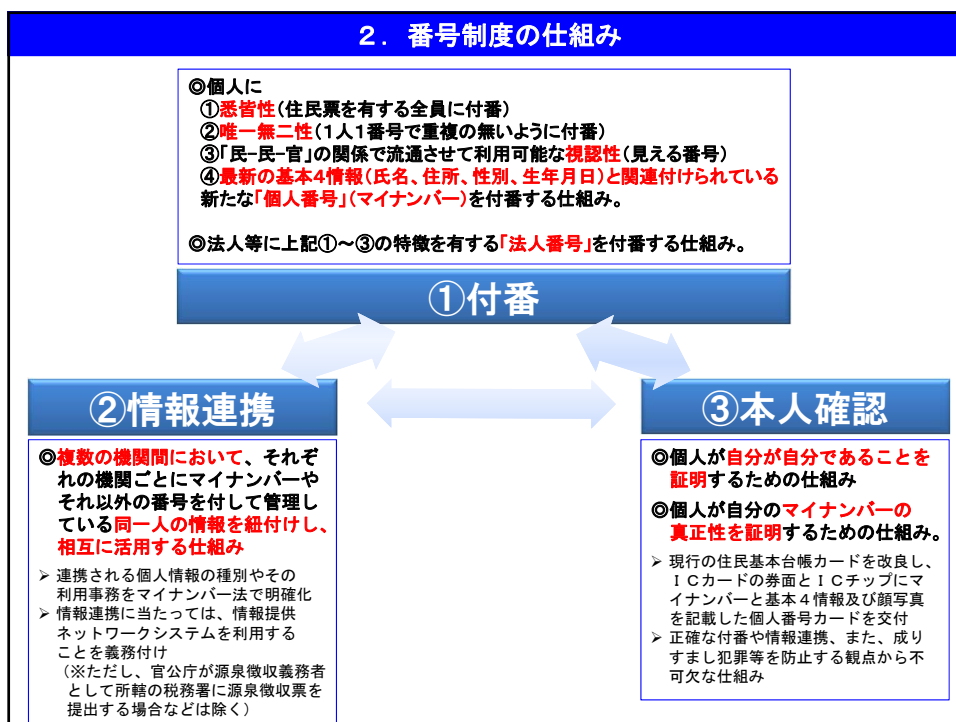 ２．番号制度の仕組み
◎個人に
①悉皆性（住民票を有する全員に付番）
②唯一無二性（１人１番号で重複の無いように付番）
③「民-民-官」の関係で流通させて利用可能な視認性（見える番号）
④最新の基本４情報（氏名、住所、性別、生年月日）と関連付けられている
新たな「個人番号」（マイナンバー）を付番する仕組み。
◎法人等に上記①～③の特徴を有する「法人番号」を付番する仕組み。
①付番
②情報連携
◎複数の機関間において、それぞ
れの機関ごとにマイナンバーや
それ以外の番号を付して管理し
ている同一人の情報を紐付けし、
相互に活用する仕組み
➢ 連携される個人情報の種別やその
利用事務をマイナンバー法で明確化
➢ 情報連携に当たっては、情報提供
ネットワークシステムを利用する
ことを義務付け
（※ただし、官公庁が源泉徴収義務者
として所轄の税務署に源泉徴収票を
提出する場合などは除く）
③本人確認
◎個人が自分が自分であることを
証明するための仕組み
◎個人が自分のマイナンバーの
真正性を証明するための仕組み。
➢ 現行の住民基本台帳カードを改良し、
ＩＣカードの券面とＩＣチップにマ
イナンバーと基本４情報及び顔写真
を記載した個人番号カードを交付
➢ 正確な付番や情報連携、また、成り
すまし犯罪等を防止する観点から不
可欠な仕組み